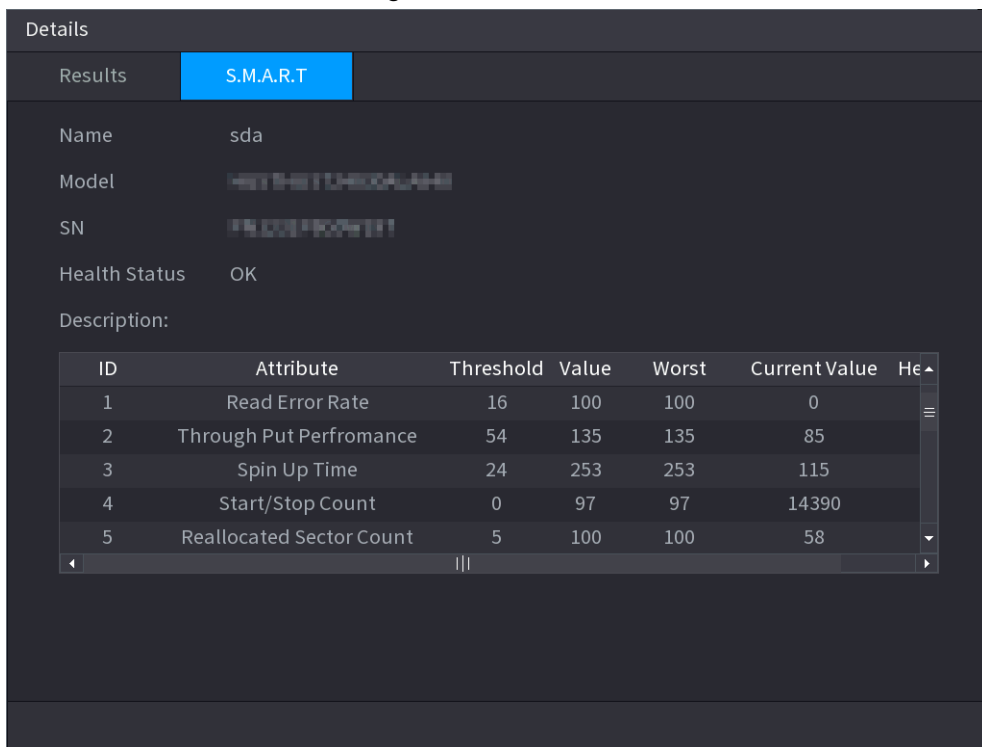 Details
Results S.M.A.R.T
Name sda
Model
SN
Health Status OK
Description:
ID Attribute Threshold Value Worst Current Value He
1 Read Error Rate 16 100 100 0
2 Through Put Perfromance 54 135 135 85
3 Spin Up Time 24 253 253 115
4 Start/Stop Count 0 97 97 14390
5 Reallocated Sector Count 5 100 100 58